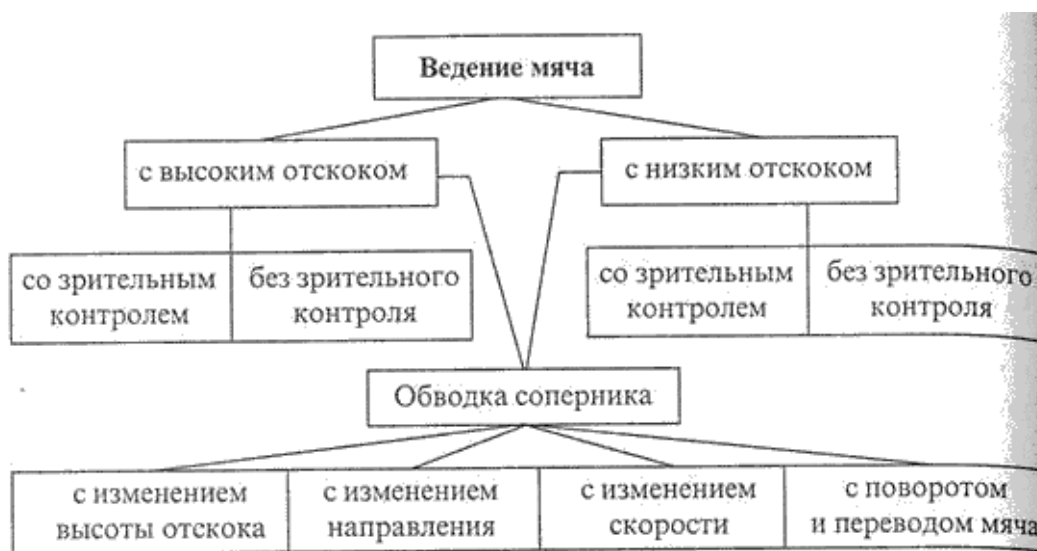 Ведение мяча
с высоким отскоком
с низким отскоком
со зрительным
контролем
без зрительного
контроля
со зрительным
контролем
без зрительного
контроля
Обводка соперника
с изменением
высоты отскока
с изменением
направления
с изменением
скорости
с поворотом
и переводом мяча